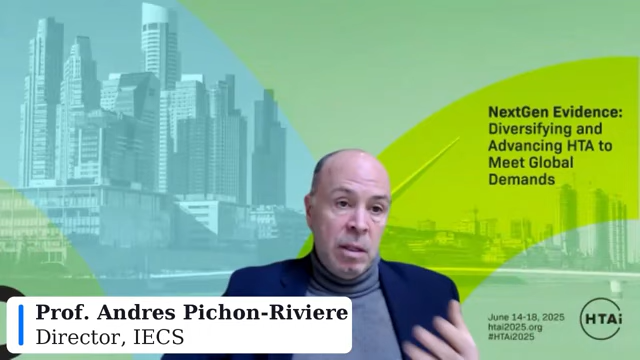 NextGen Evidence:
Diversifying and
Advancing HTA to
Meet Global
Demands
Prof. Andres Pichon-Riviere
Director, IECS
June 14-18, 2025
htai2025.org
#HTAi2025
HTAi